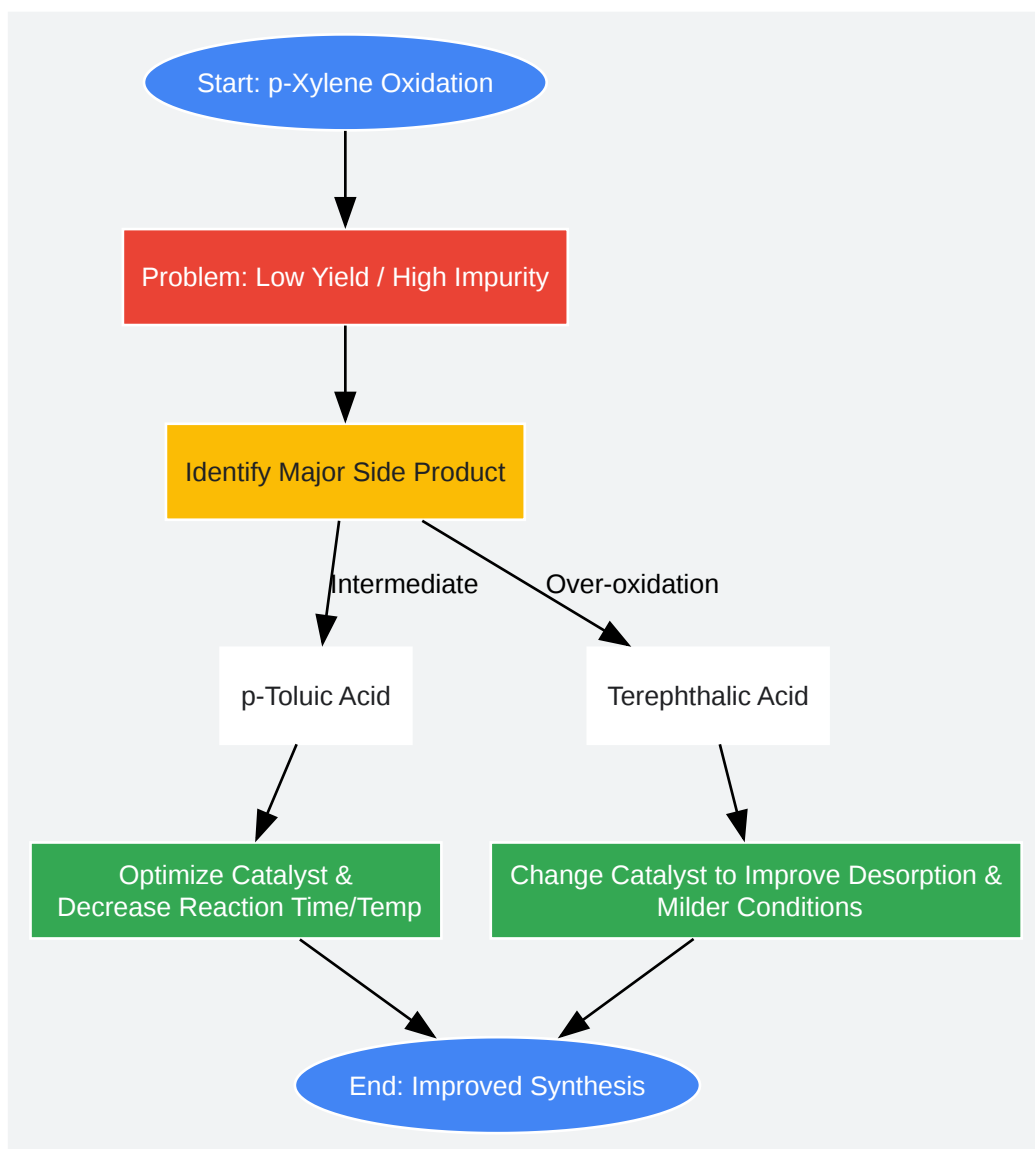 Start: p-Xylene Oxidation
Problem: Low Yield / High Impurity
Identify Major Side Product
Intermediate
Over-oxidation
p-Toluic Acid
Terephthalic Acid
Optimize Catalyst &
Decrease Reaction Time/Temp
Change Catalyst to Improve Desorption &
Milder Conditions
End: Improved Synthesis